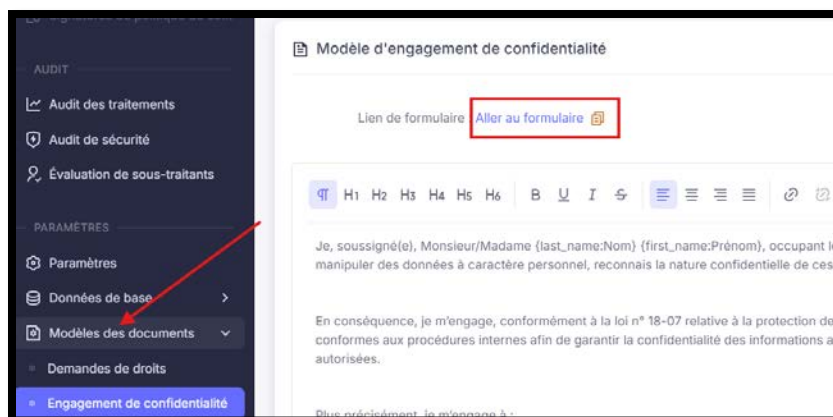 AUDIT
Audit des traitements
Audit de sécurité
Évaluation de sous-traitants
PARAMÈTRES
Paramètres
Données de base
Modèles des documents
Demandes de droits
Engagement de confidentialité
Modèle d'engagement de confidentialité
Lien de formulaire : Aller au formulaire
¶ H1 H2 H3 H4 H5 H6 B U I S
Je, soussigné(e), Monsieur/Madame {last_name:Nom} {first_name:Prénom}, occupant
manipuler des données à caractère personnel, reconnais la nature confidentielle de ces
En conséquence, je m'engage, conformément à la loi n° 18-07 relative à la protection de
conformes aux procédures internes afin de garantir la confidentialité des informations
autorisées.
Plus précisément, je m'engage à :